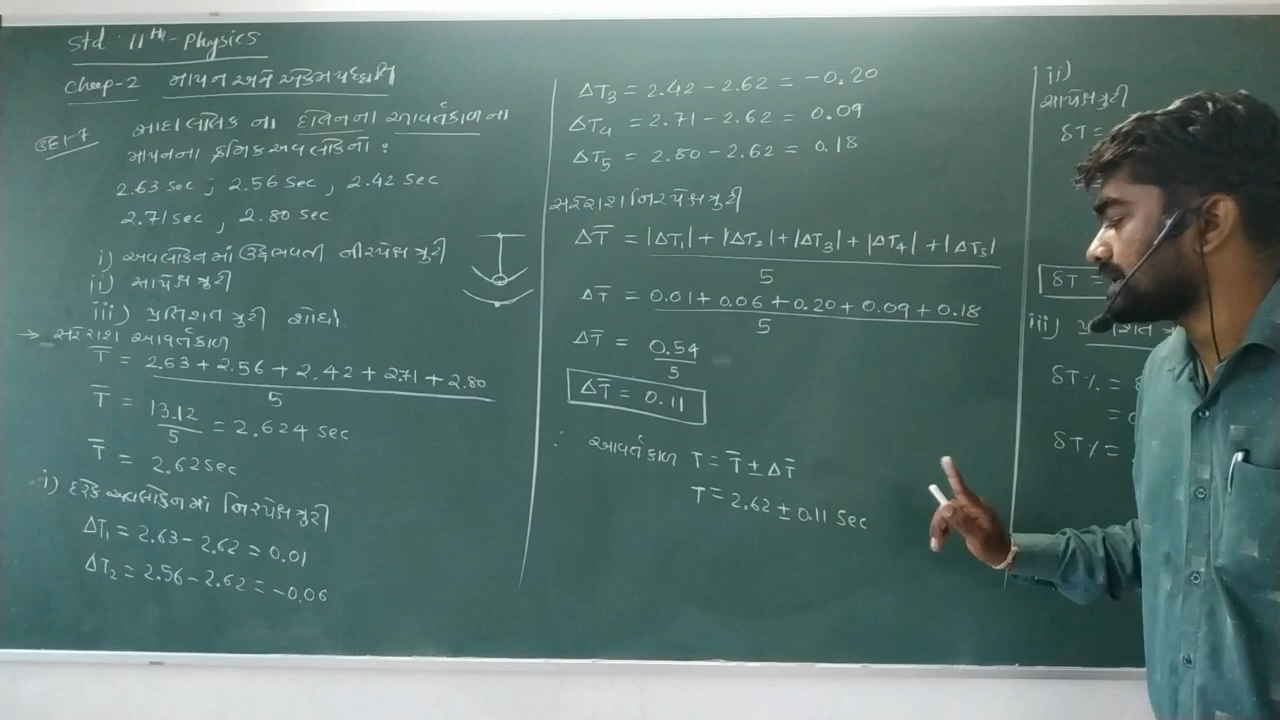 Std. 11th - Physics
Chep-2 માપન અને એકમ પદ્ધતિ
ઉદા 7 સાદા લોલક ના દોલનના આવર્તકાળ ના
માપનના ક્રમિક અવલોકનો :
2.63 sec ; 2.56 Sec , 2.42 Sec
2.71 sec , 2.80 sec
i) અવલોકનમાં ઉદ્દભવતી નીરપેક્ષ ત્રુટી
ii) સાપેક્ષ ત્રુટી
iii) પ્રતિશત ત્રુટી શોધો.
→ સરેરાશ આવર્તકાળ
T̅ = 2.63 + 2.56 + 2.42 + 2.71 + 2.80 / 5
T̅ = 13.12 / 5 = 2.624 sec
T̅ = 2.62 sec
i) દરેક અવલોકનમાં નિરપેક્ષ ત્રુટી
ΔT₁ = 2.63 - 2.62 = 0.01
ΔT₂ = 2.56 - 2.62 = -0.06
ΔT₃ = 2.42 - 2.62 = -0.20
ΔT₄ = 2.71 - 2.62 = 0.09
ΔT₅ = 2.80 - 2.62 = 0.18
સરેરાશ નિરપેક્ષ ત્રુટી
ΔT̅ = |ΔT₁| + |ΔT₂| + |ΔT₃| + |ΔT₄| + |ΔT₅| / 5
ΔT̅ = 0.01 + 0.06 + 0.20 + 0.09 + 0.18 / 5
ΔT̅ = 0.54 / 5
ΔT̅ = 0.11
∴ આવર્તકાળ T = T̅ ± ΔT̅
T = 2.62 ± 0.11 Sec
ii)
સાપેક્ષ ત્રુટી
δT =
δT =
iii) પ્રતિશત ત્રુટી
δT% =
=
δT% =